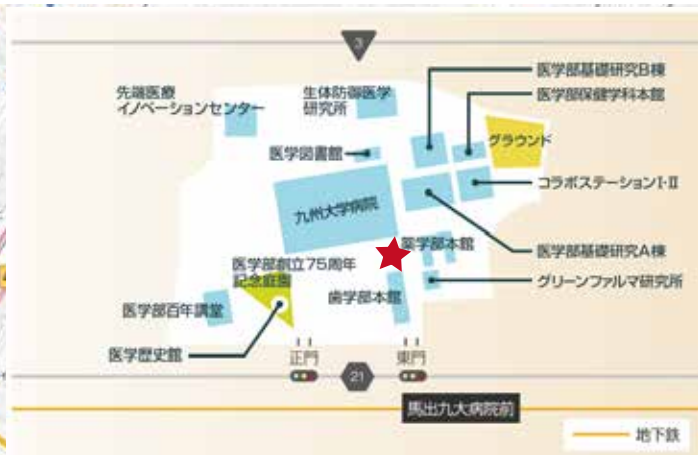 3
先端医療
イノベーションセンター
生体防御医学
研究所
医学部基礎研究B棟
医学部保健学科本館
グラウンド
医学図書館
コラボステーションI・II
九州大学病院
薬学部本館
医学部基礎研究A棟
医学部創立75周年
記念庭園
グリーンファルマ研究所
歯学部本館
医学部百年講堂
医学歴史館
正門
東門
21
馬出九大病院前
地下鉄